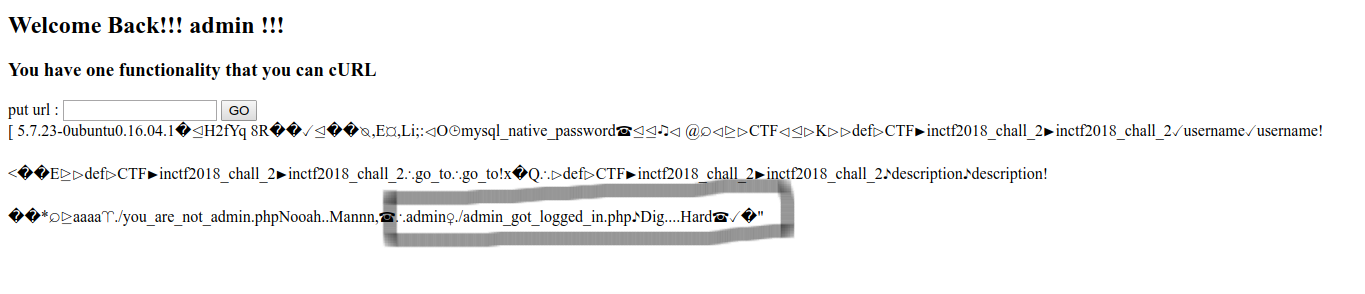 Welcome Back!!! admin !!!
You have one functionality that you can cURL
put url : GO
[ 5.7.23-0ubuntu0.16.04.1�⊴H2fYq 8R��✓⊴��⍉,E¤,Li;:◁O◷mysql_native_password☎⊴⊴♫◁ @⌕◁⊵▷CTF◁⊴▷K▷▷def▷CTF►inctf2018_chall_2►inctf2018_chall_2✓username✓username!
<��E⊵▷def▷CTF►inctf2018_chall_2►inctf2018_chall_2∴go_to∴go_to!x�Q∴▷def▷CTF►inctf2018_chall_2►inctf2018_chall_2♪description♪description!
��*⌕⊵aaaa♈./you_are_not_admin.phpNooah..Mannn,☎∴admin♀./admin_got_logged_in.php♪Dig....Hard☎✓�"